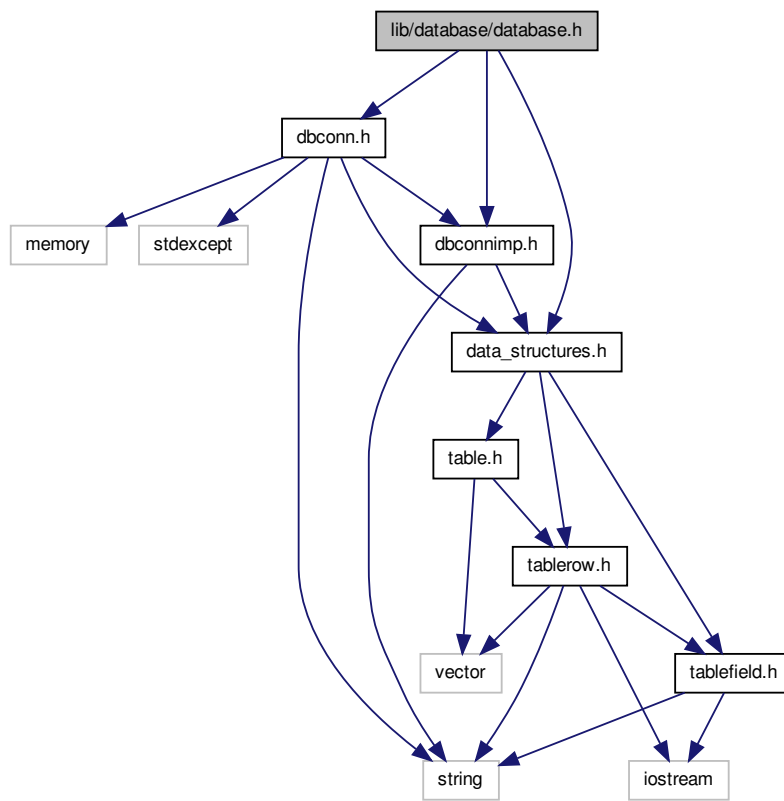 lib/database/database.h
dbconn.h
memory
stdexcept
dbconnimp.h
data_structures.h
table.h
tablerow.h
vector
tablefield.h
string
iostream